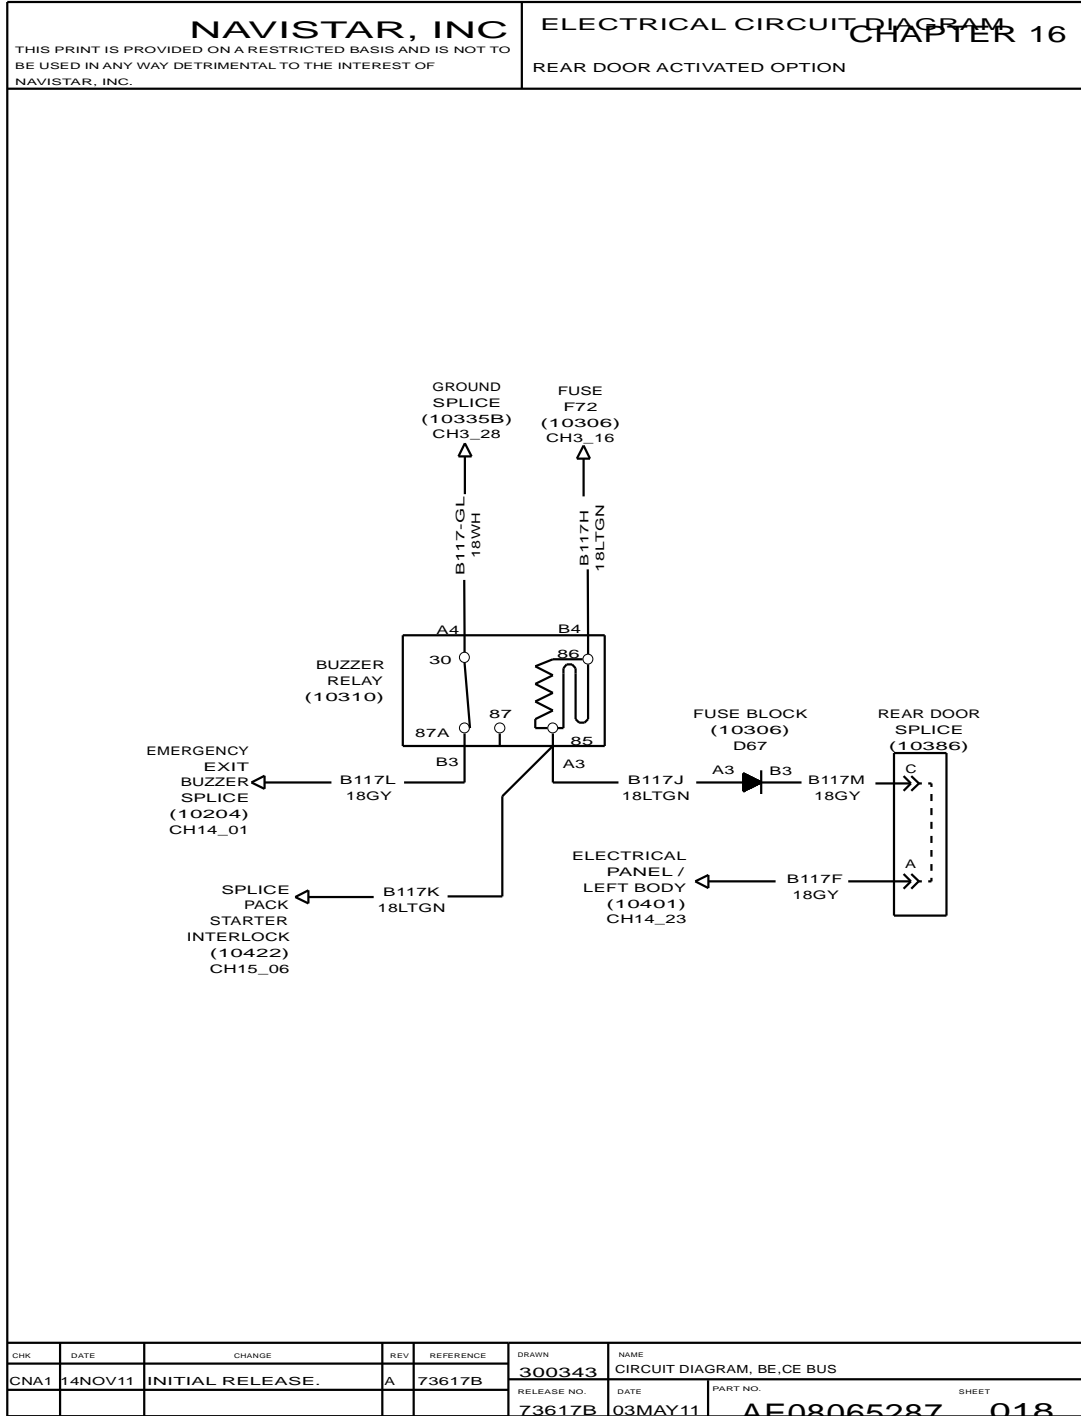 NAVISTAR, INC
THIS PRINT IS PROVIDED ON A RESTRICTED BASIS AND IS NOT TO
BE USED IN ANY WAY DETRIMENTAL TO THE INTEREST OF
NAVISTAR, INC.
ELECTRICAL CIRCUIT DIAGRAM
CHAPTER 16
REAR DOOR ACTIVATED OPTION
GROUND
SPLICE
(10335B)
CH3_28
FUSE
F72
(10306)
CH3_16
B117-GL
18WH
B117H
18LTGN
A4
B4
30
86
BUZZER
RELAY
(10310)
87A
87
85
B3
A3
EMERGENCY
EXIT
BUZZER
SPLICE
(10204)
CH14_01
B117L
18GY
B117J
18LTGN
FUSE BLOCK
(10306)
D67
A3
B3
B117M
18GY
REAR DOOR
SPLICE
(10386)
C
A
ELECTRICAL
PANEL /
LEFT BODY
(10401)
CH14_23
B117F
18GY
SPLICE
PACK
STARTER
INTERLOCK
(10422)
CH15_06
B117K
18LTGN
CHK DATE CHANGE REV REFERENCE
CNA1 14NOV11 INITIAL RELEASE. A 73617B
DRAWN
300343
NAME
CIRCUIT DIAGRAM, BE,CE BUS
RELEASE NO.
73617B
DATE
03MAY11
PART NO.
AE08065287
SHEET
018